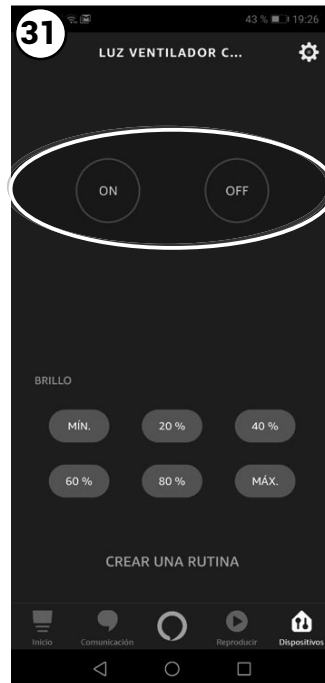 31
43 % 19:26
LUZ VENTILADOR C...
ON OFF
BRILLO
MÍN. 20 % 40 %
60 % 80 % MÁX.
CREAR UNA RUTINA
Inicio Comunicación Reproducir Dispositivos